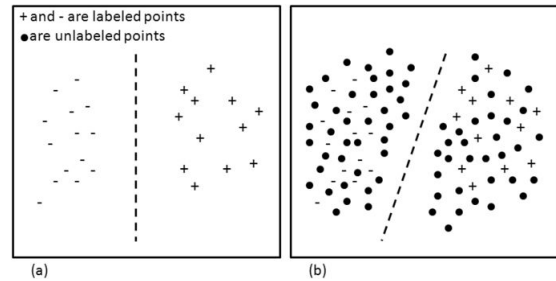 + and - are labeled points
●are unlabeled points
(a)
(b)